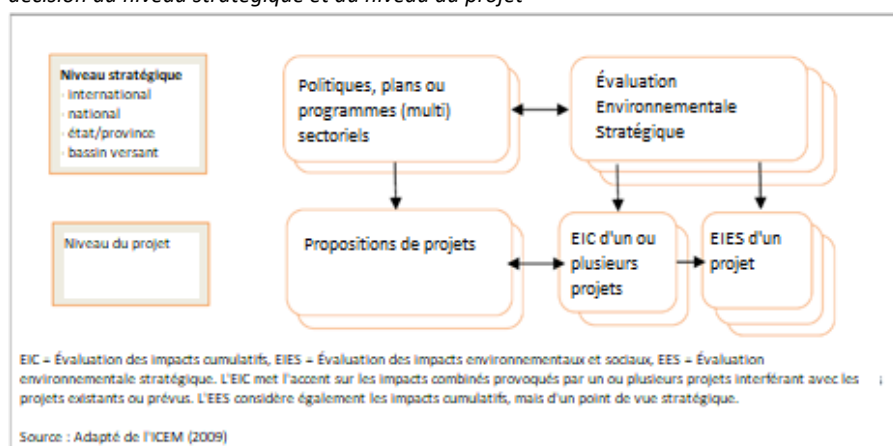 décision au niveau stratégique et au niveau du projet
Niveau stratégique
· international
· national
· état/province
· bassin versant
Politiques, plans ou
programmes (multi)
sectoriels
Évaluation
Environnementale
Stratégique
Niveau du projet
Propositions de projets
EIC d'un ou
plusieurs
projets
EIES d'un
projet
EIC = Évaluation des impacts cumulatifs, EIES = Évaluation des impacts environnementaux et sociaux, EES = Évaluation
environnementale stratégique. L'EIC met l'accent sur les impacts combinés provoqués par un ou plusieurs projets interférant avec les
projets existants ou prévus. L'EES considère également les impacts cumulatifs, mais d'un point de vue stratégique.
Source : Adapté de l'ICEM (2009)